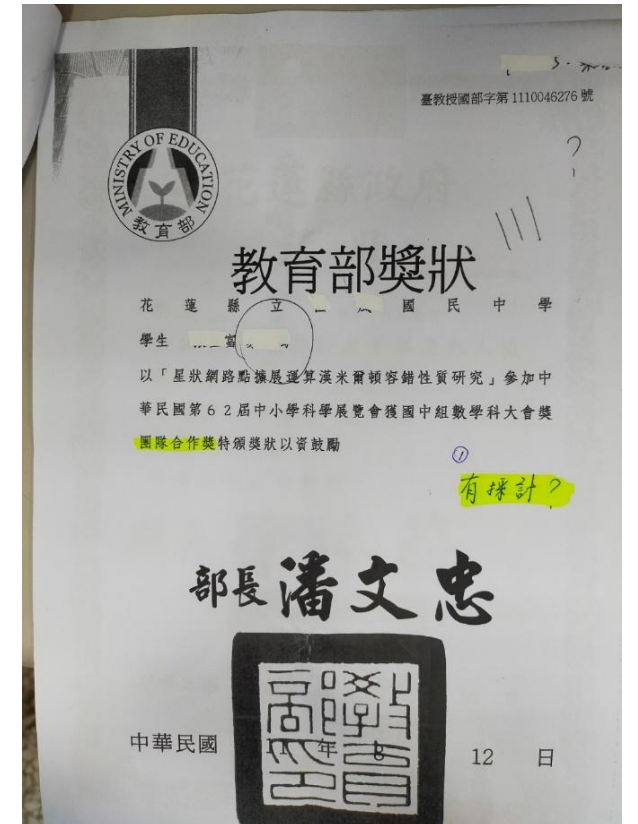 臺教授國部字第1110046276號
MINISTRY OF EDUCATION
教育部
教育部獎狀
花蓮縣立 國民中學
學生
以「星狀網路點擴展運算漢米爾頓容錯性質研究」參加中
華民國第62屆中小學科學展覽會獲國中組數學科大會獎
團隊合作獎特頒獎狀以資鼓勵
①
有採計?
部長 潘文忠
中華民國 年 8 12 日